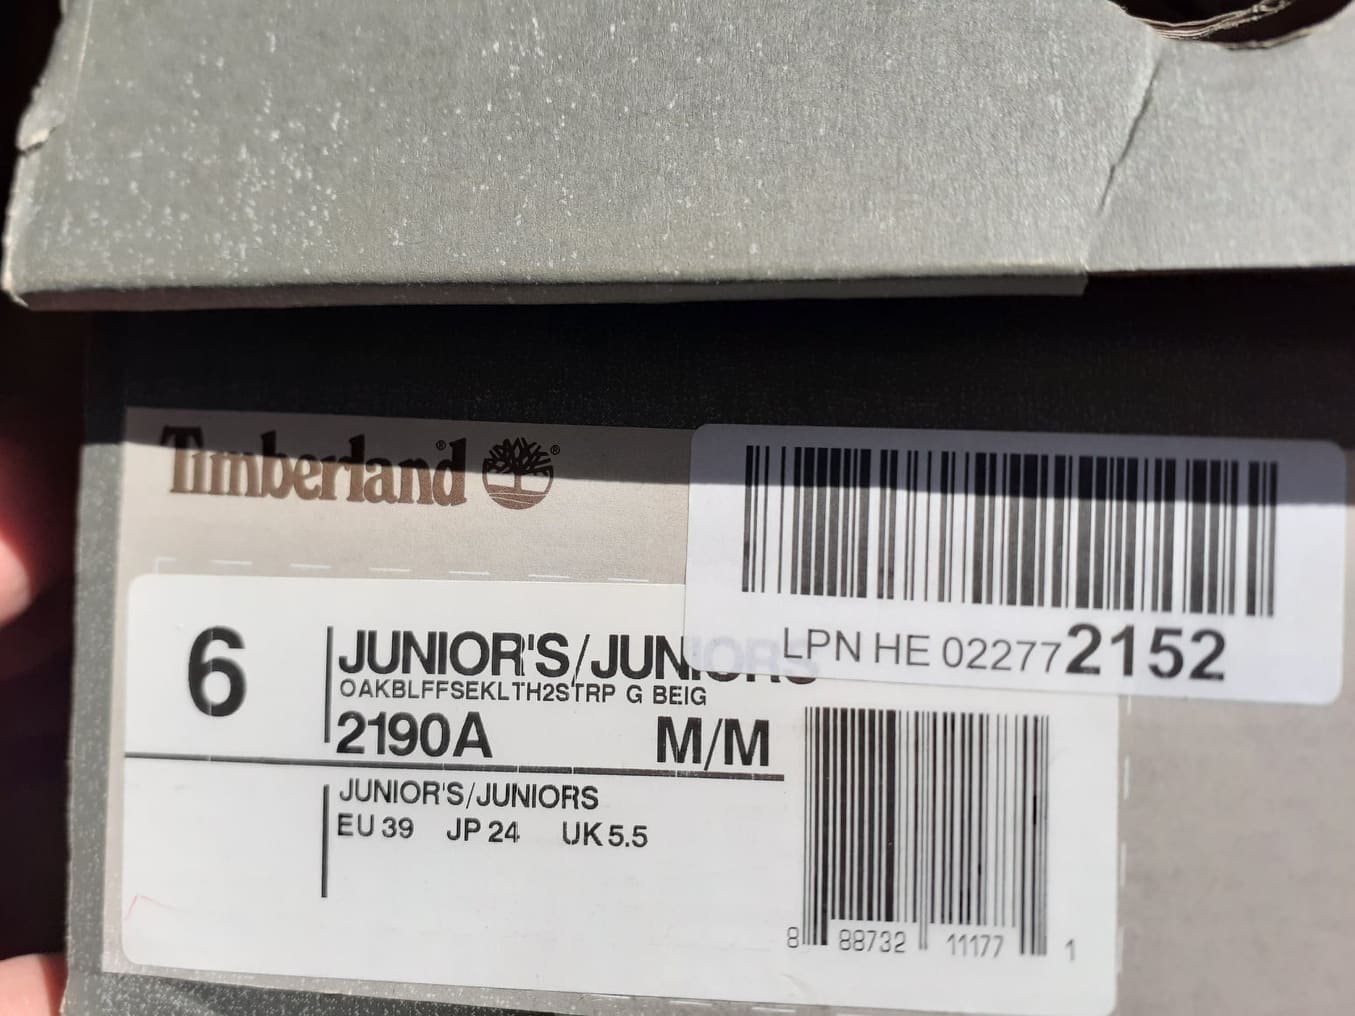 Timberland®
LPN HE 0227772152
6
JUNIOR'S/JUNIORS
OAKBLFFSEKLTH2STRP G BEIG
2190A M/M
JUNIOR'S/JUNIORS
EU 39 JP 24 UK 5.5
8 88732 11177 1